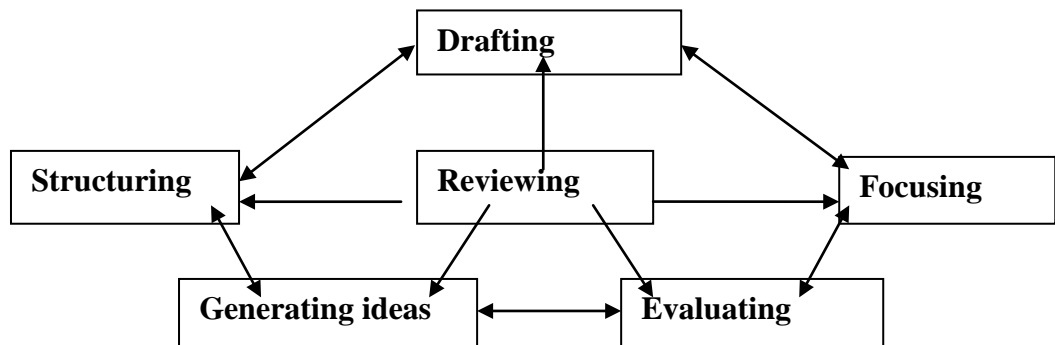 Drafting
Structuring
Reviewing
Focusing
Generating ideas
Evaluating